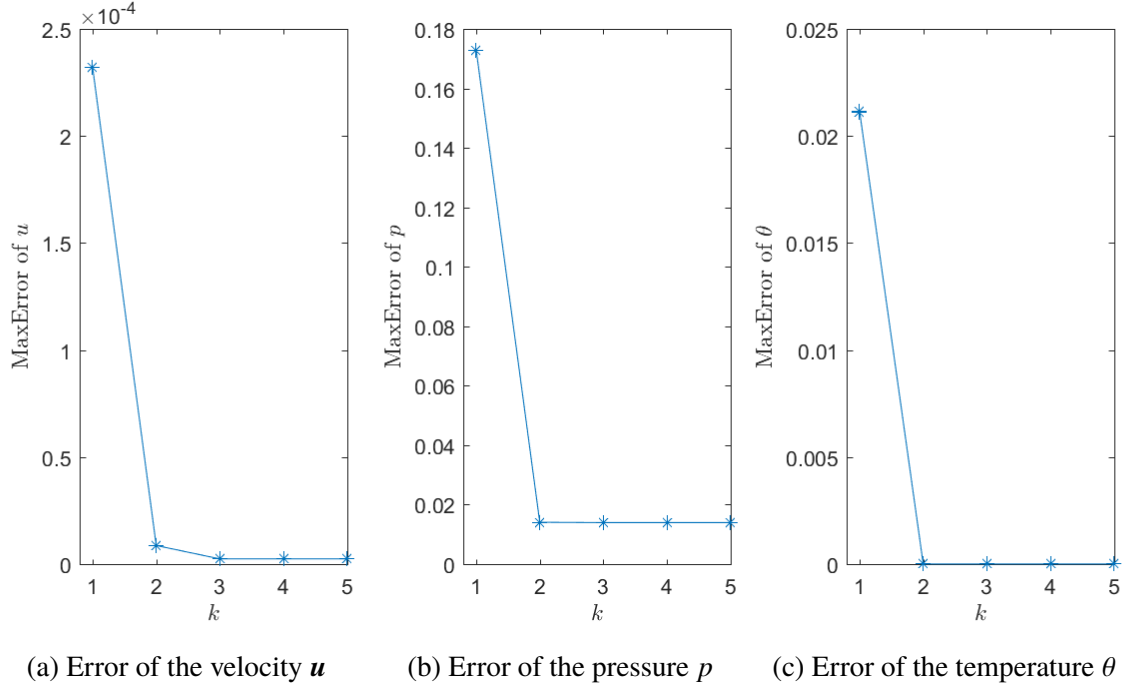 ×10⁻⁴
2.5
2
1.5
1
0.5
0
MaxError of u
1 2 3 4 5
k
0.18
0.16
0.14
0.12
0.1
0.08
0.06
0.04
0.02
0
MaxError of p
1 2 3 4 5
k
0.025
0.02
0.015
0.01
0.005
0
MaxError of θ
1 2 3 4 5
k
(a) Error of the velocity u
(b) Error of the pressure p
(c) Error of the temperature θ